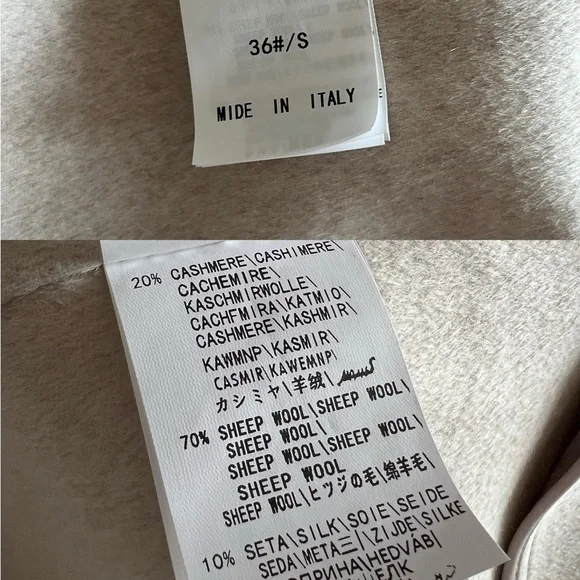 36#/S
MIDE IN ITALY
20% CASHMERE\CASHIMERE\
CACHEMIRE\
KASCHMIRWOLLE\
CACHFMIRA\KATMIO\
CASHMERE\KASHMIR\
KAWMNP\KASMIR\
CASMIR\KAWEMNP\
カシミヤ\羊绒\
70% SHEEP WOOL\SHEEP WOOL\
SHEEP WOOL\
SHEEP WOOL\SHEEP WOOL\
SHEEP WOOL
SHEEP WOOL\ヒツジの毛\绵羊毛\
10% SETA\SILK\SOIE\SEIDE
SEDA\META三|\ZIJDE\SILKE
HEDVÁB\